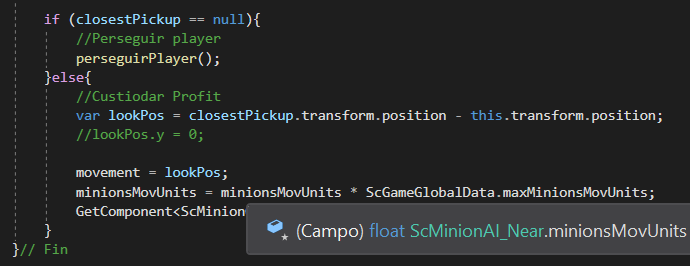 if (closestPickup == null){
//Perseguir player
perseguirPlayer();
}else{
//Custiodar Profit
var lookPos = closestPickup.transform.position - this.transform.position;
//lookPos.y = 0;
movement = lookPos;
minionsMovUnits = minionsMovUnits * ScGameGlobalData.maxMinionsMovUnits;
GetComponent<ScMinion
(Campo) float ScMinionAI_Near.minionsMovUnits
}
}// Fin